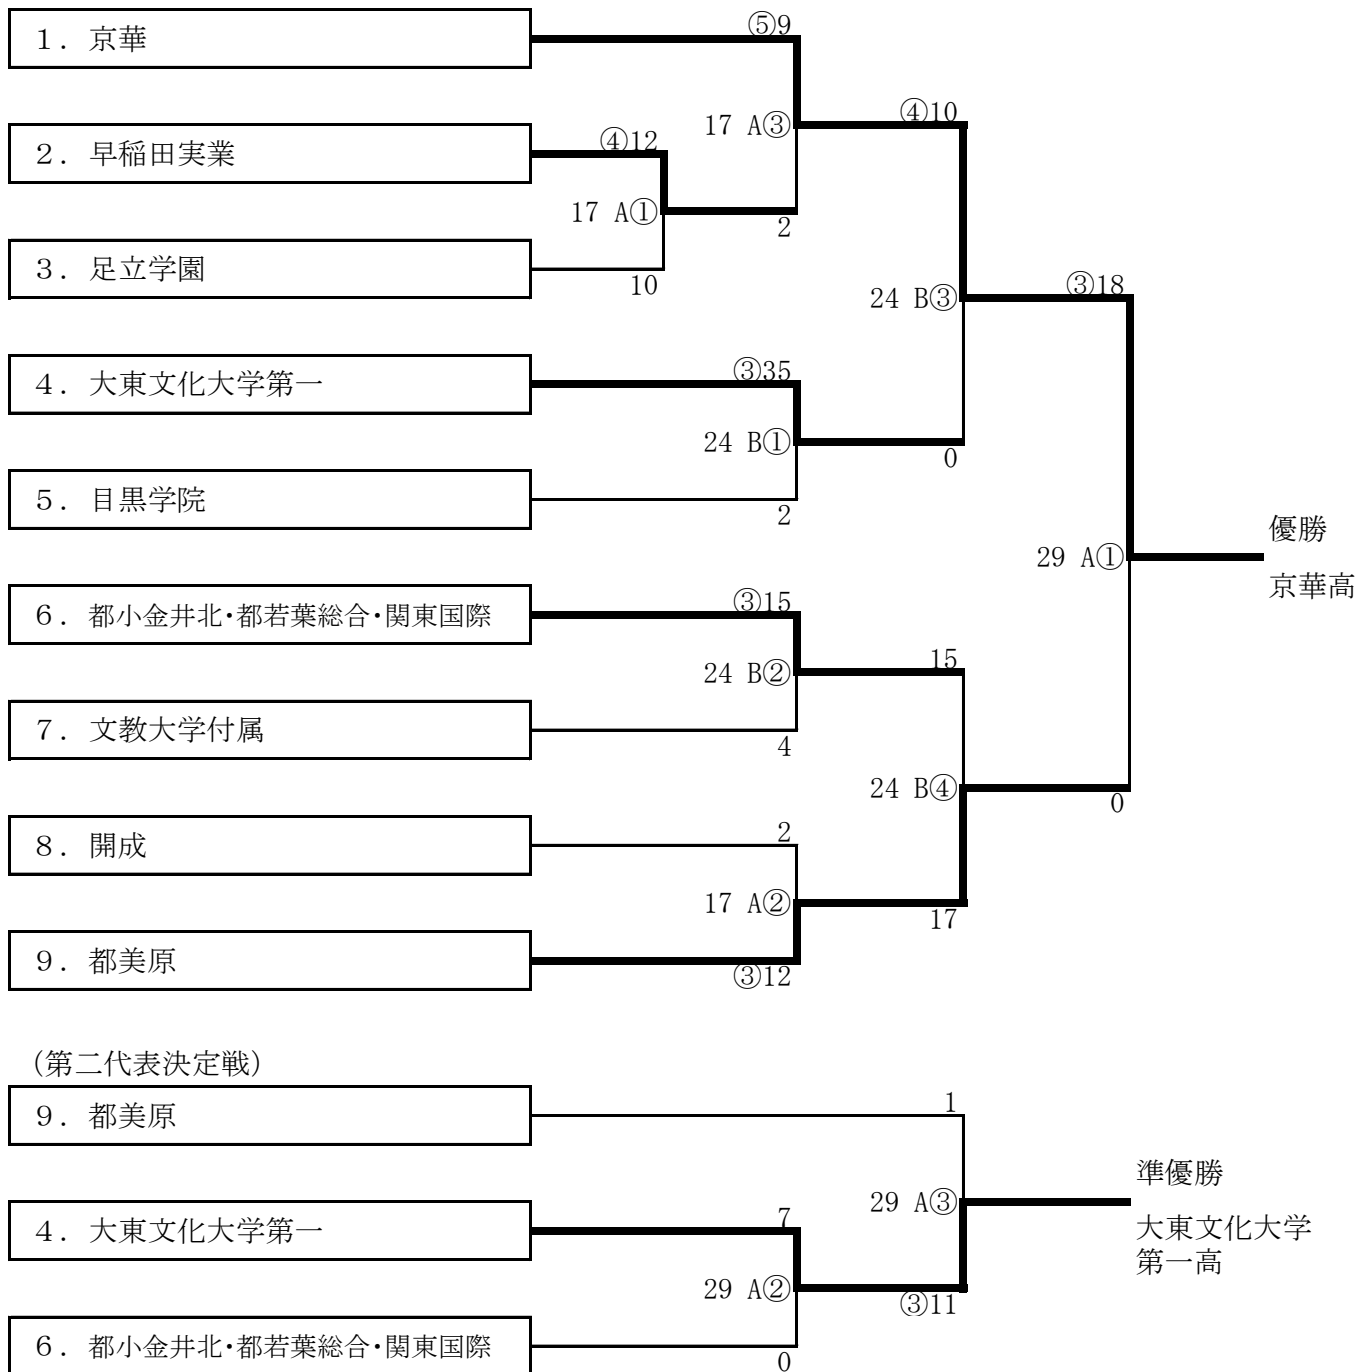 ⑤9
1．京華
④10
17 A③
④12
2．早稲田実業
17 A①
2
3．足立学園
10
③18
24 B③
③35
4．大東文化大学第一
24 B①
0
5．目黒学院
2
優勝
29 A①
京華高
③15
6．都小金井北・都若葉総合・関東国際
15
24 B②
7．文教大学付属
4
24 B④
0
2
8．開成
17 A②
17
9．都美原
③12
（第二代表決定戦）
1
9．都美原
準優勝
29 A③
7
4．大東文化大学第一
大東文化大学
第一高
29 A②
③11
6．都小金井北・都若葉総合・関東国際
0